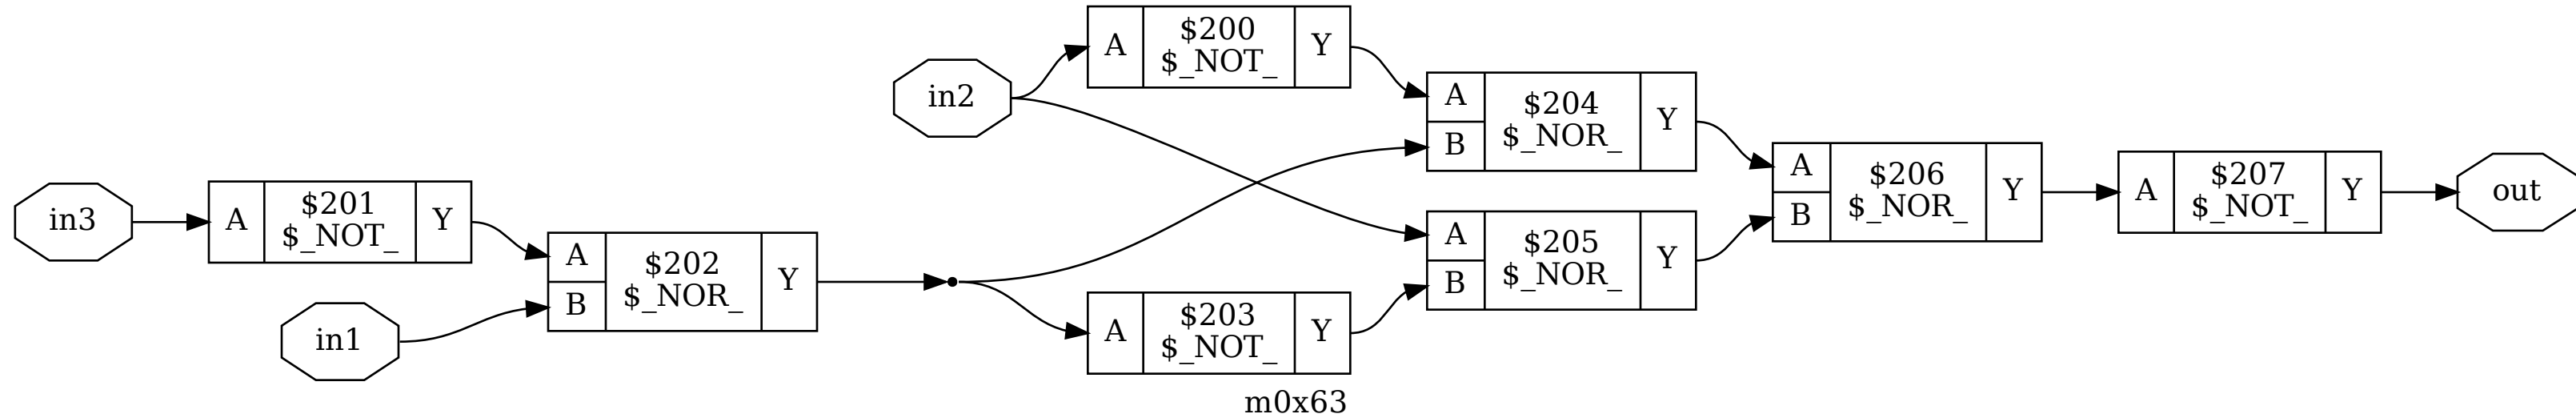 in3
A $201 $_NOT_ Y
in1
A B $202 $_NOR_ Y
in2
A $200 $_NOT_ Y
A $203 $_NOT_ Y
A B $204 $_NOR_ Y
A B $205 $_NOR_ Y
A B $206 $_NOR_ Y
A $207 $_NOT_ Y
out
m0x63